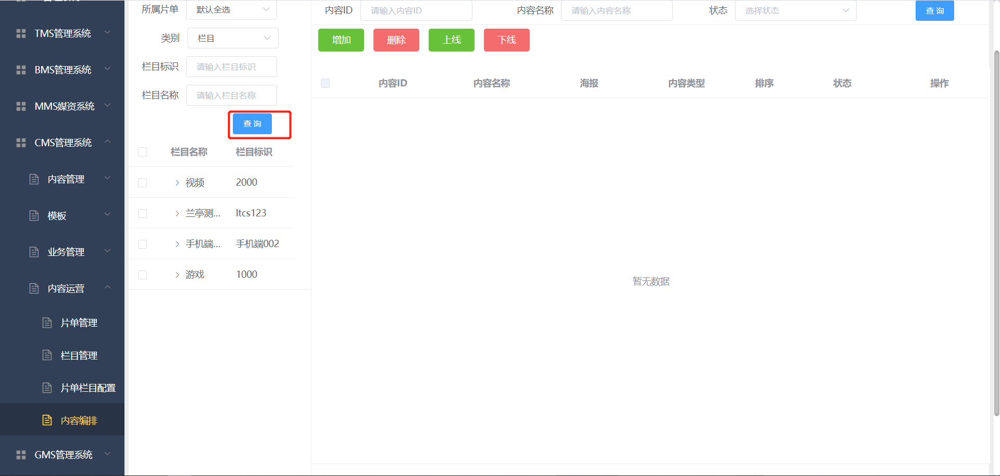 TMS管理系统
BMS管理系统
MMS媒资系统
CMS管理系统
内容管理
模板
业务管理
内容运营
片单管理
栏目管理
片单栏目配置
内容编排
GMS管理系统
所属片单 默认全选
类别 栏目
栏目标识 请输入栏目标识
栏目名称 请输入栏目名称
查 询
栏目名称 栏目标识
视频 2000
兰亭测... ltcs123
手机端... 手机端002
游戏 1000
内容ID 请输入内容ID 内容名称 请输入内容名称 状态 选择状态 查 询
增加 删除 上线 下线
内容ID 内容名称 海报 内容类型 排序 状态 操作
暂无数据